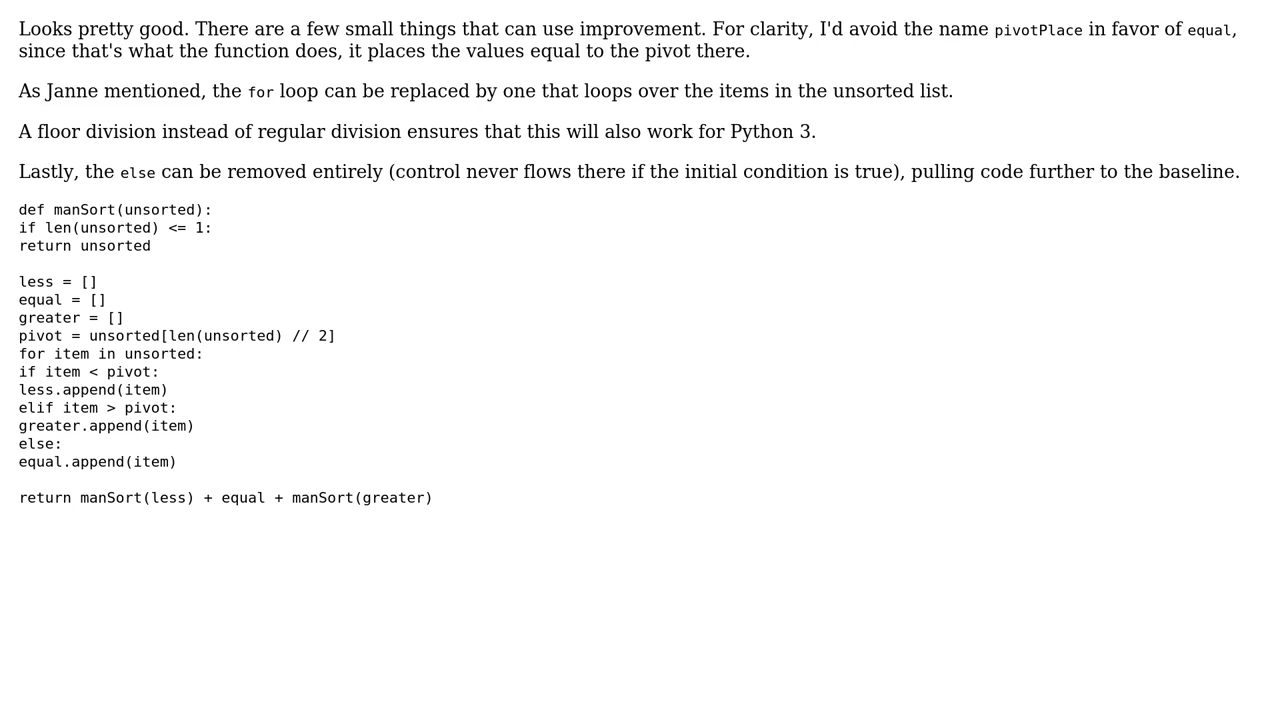 Looks pretty good. There are a few small things that can use improvement. For clarity, I'd avoid the name pivotPlace in favor of equal,
since that's what the function does, it places the values equal to the pivot there.
As Janne mentioned, the for loop can be replaced by one that loops over the items in the unsorted list.
A floor division instead of regular division ensures that this will also work for Python 3.
Lastly, the else can be removed entirely (control never flows there if the initial condition is true), pulling code further to the baseline.
def manSort(unsorted):
if len(unsorted) <= 1:
return unsorted
less = []
equal = []
greater = []
pivot = unsorted[len(unsorted) // 2]
for item in unsorted:
if item < pivot:
less.append(item)
elif item > pivot:
greater.append(item)
else:
equal.append(item)
return manSort(less) + equal + manSort(greater)